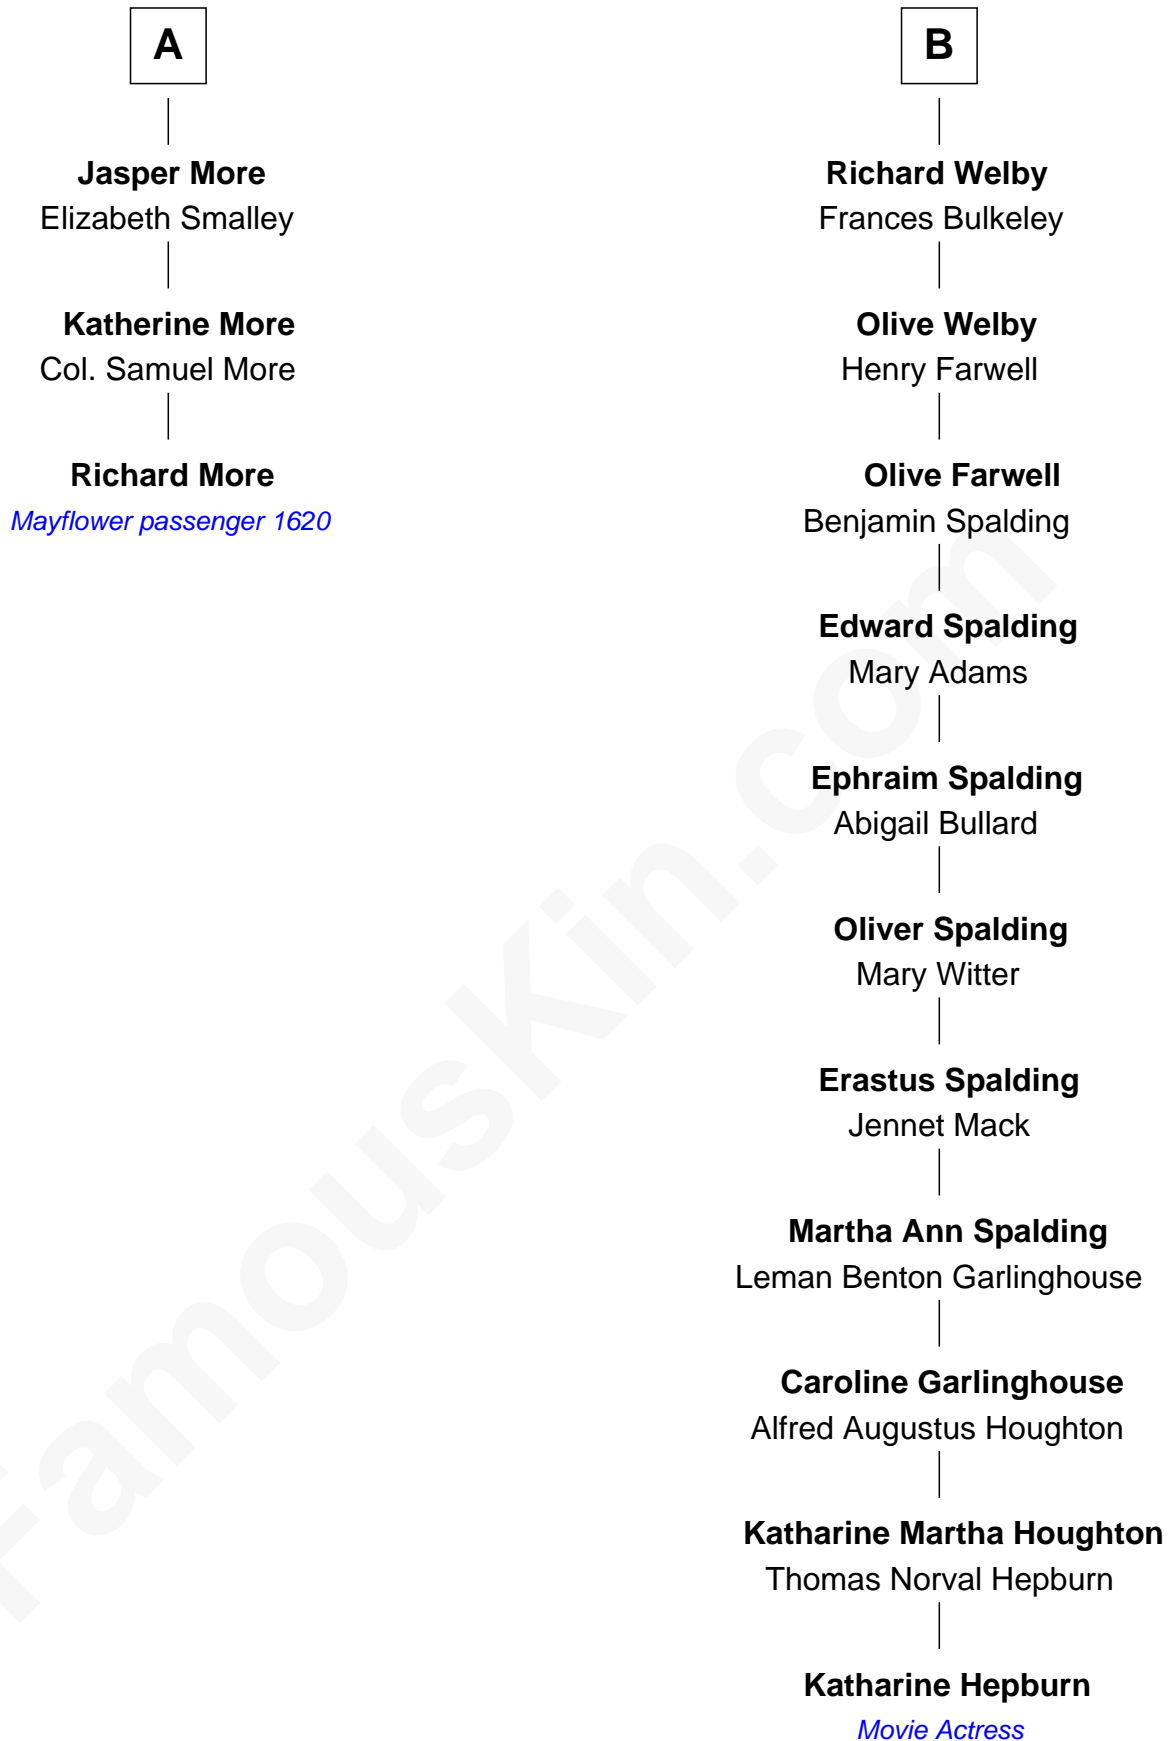 A
Jasper More
Elizabeth Smalley
Katherine More
Col. Samuel More
Richard More
Mayflower passenger 1620
B
Richard Welby
Frances Bulkeley
Olive Welby
Henry Farwell
Olive Farwell
Benjamin Spalding
Edward Spalding
Mary Adams
Ephraim Spalding
Abigail Bullard
Oliver Spalding
Mary Witter
Erastus Spalding
Jennet Mack
Martha Ann Spalding
Leman Benton Garlinghouse
Caroline Garlinghouse
Alfred Augustus Houghton
Katharine Martha Houghton
Thomas Norval Hepburn
Katharine Hepburn
Movie Actress
FamousKin.com